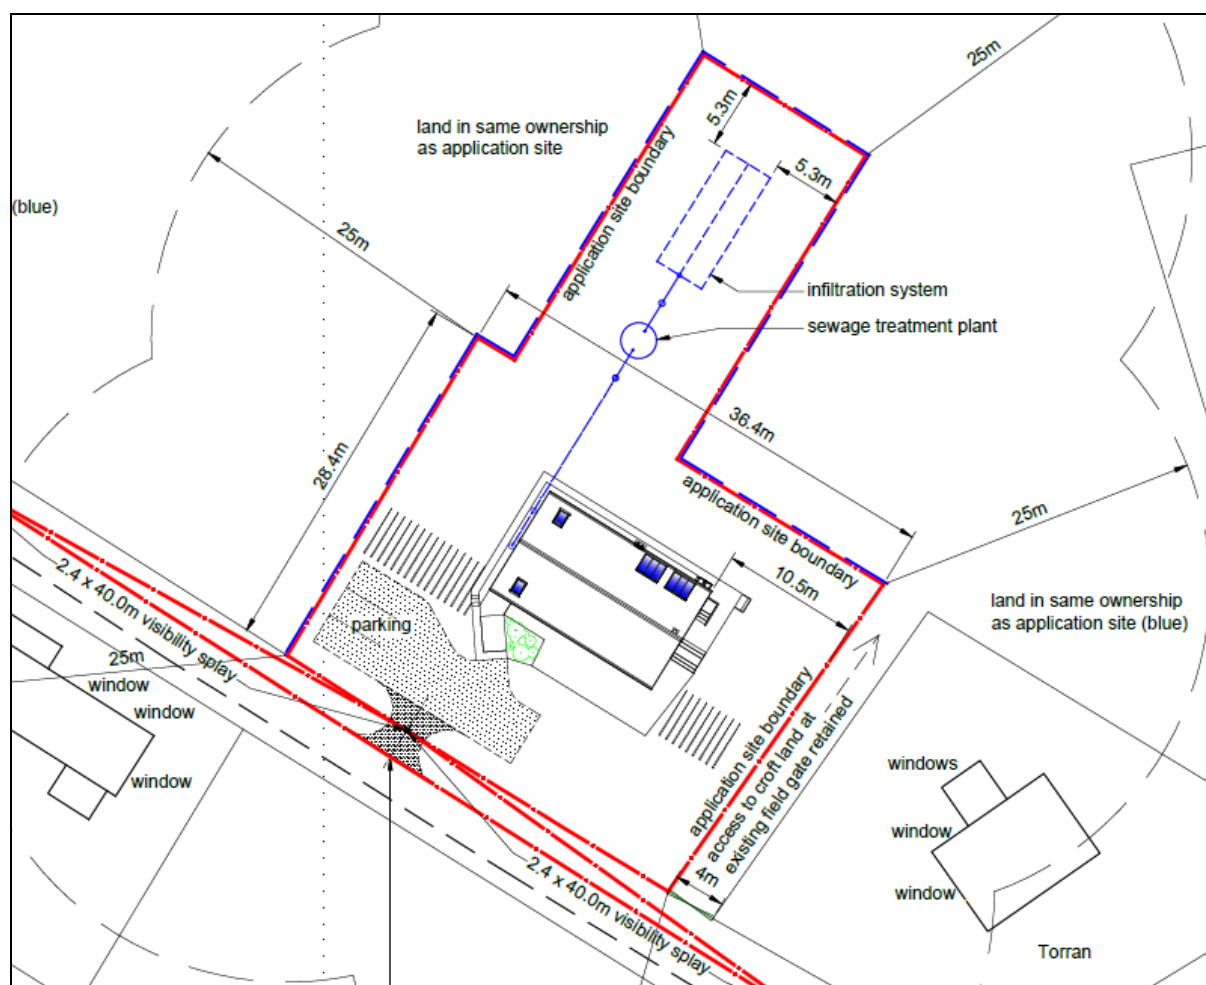 25m
5.3m
land in same ownership
as application site
5.3m
application site boundary
(blue)
25m
infiltration system
sewage treatment plant
36.4m
28.4m
application site boundary
25m
10.5m
2.4 x 40.0m visibility splay
parking
land in same ownership
as application site (blue)
25m
window
window
window
application site boundary
access to croft land at
existing field gate retained
windows
window
window
4m
2.4 x 40.0m visibility splay
Torran